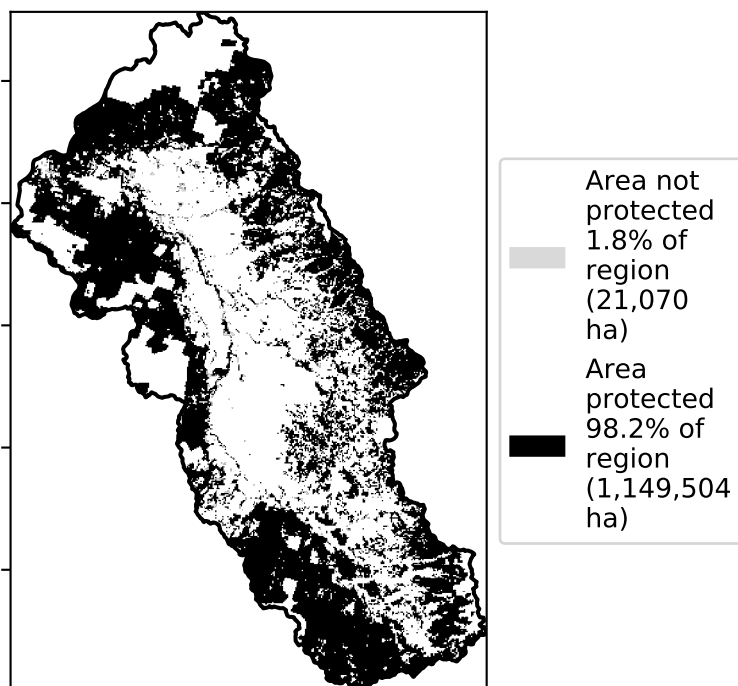 Area not
protected
1.8% of
region
(21,070
ha)
Area
protected
98.2% of
region
(1,149,504
ha)